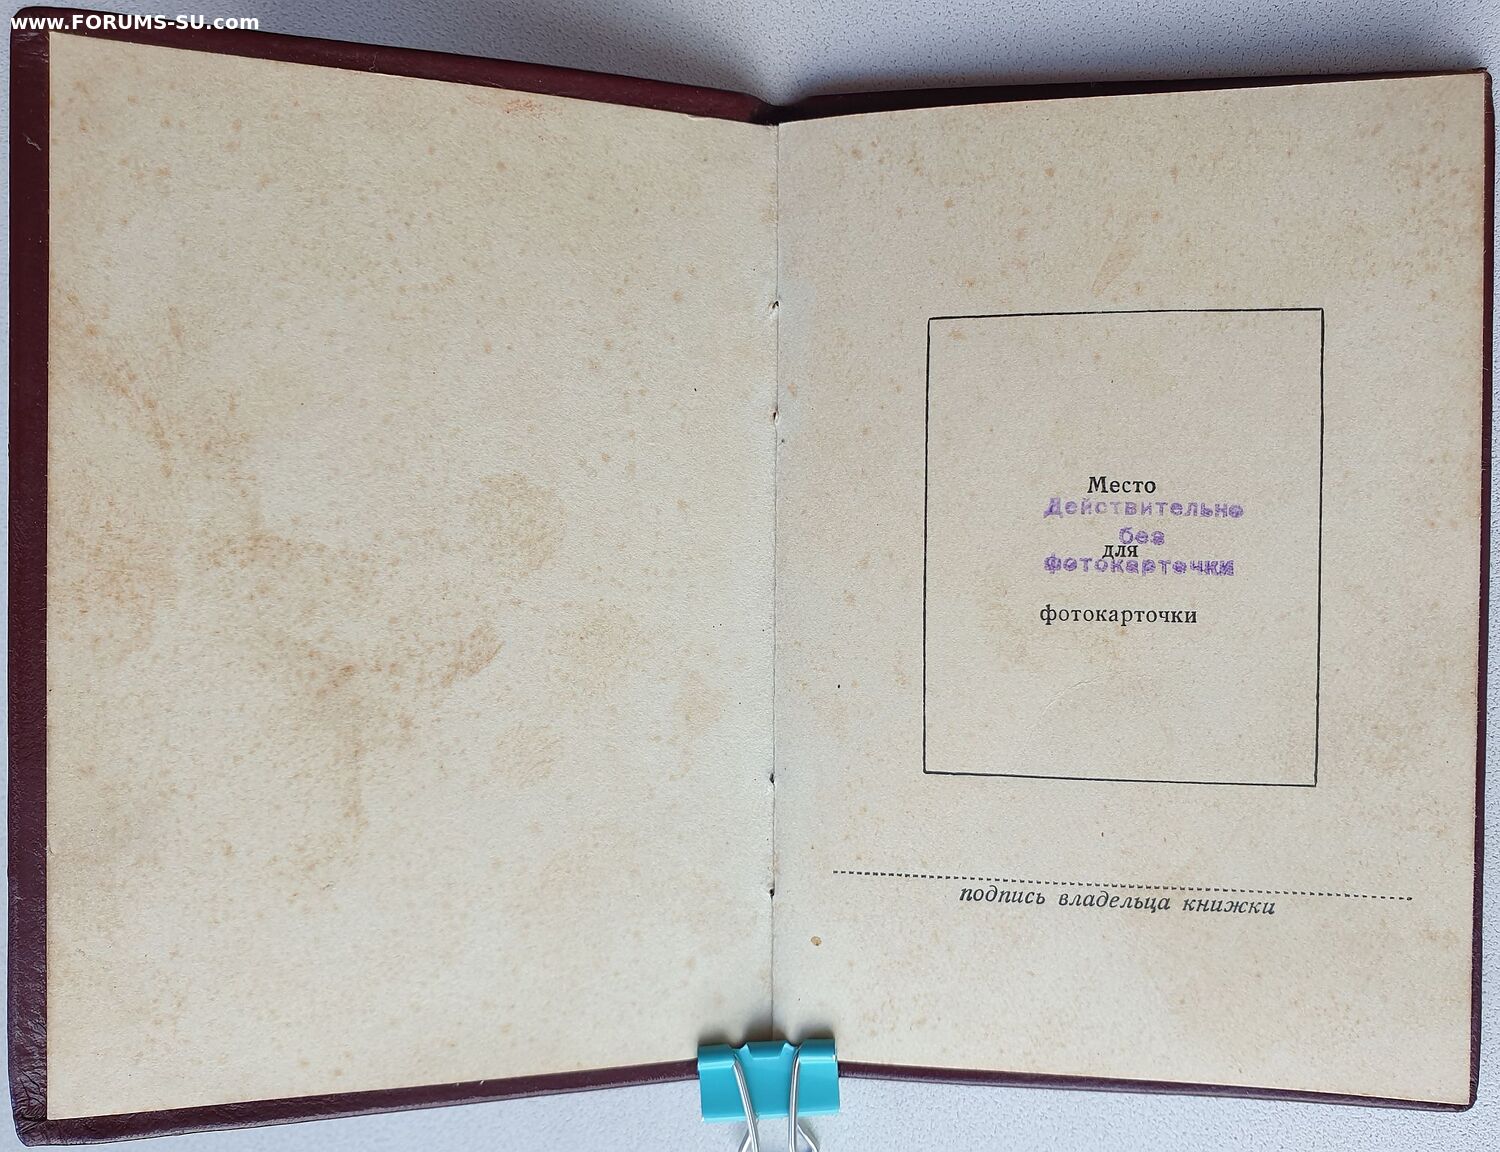 www.FORUMS-SU.com
Место
Действительно
без
для
фотокарточки
фотокарточки
подпись владельца книжки